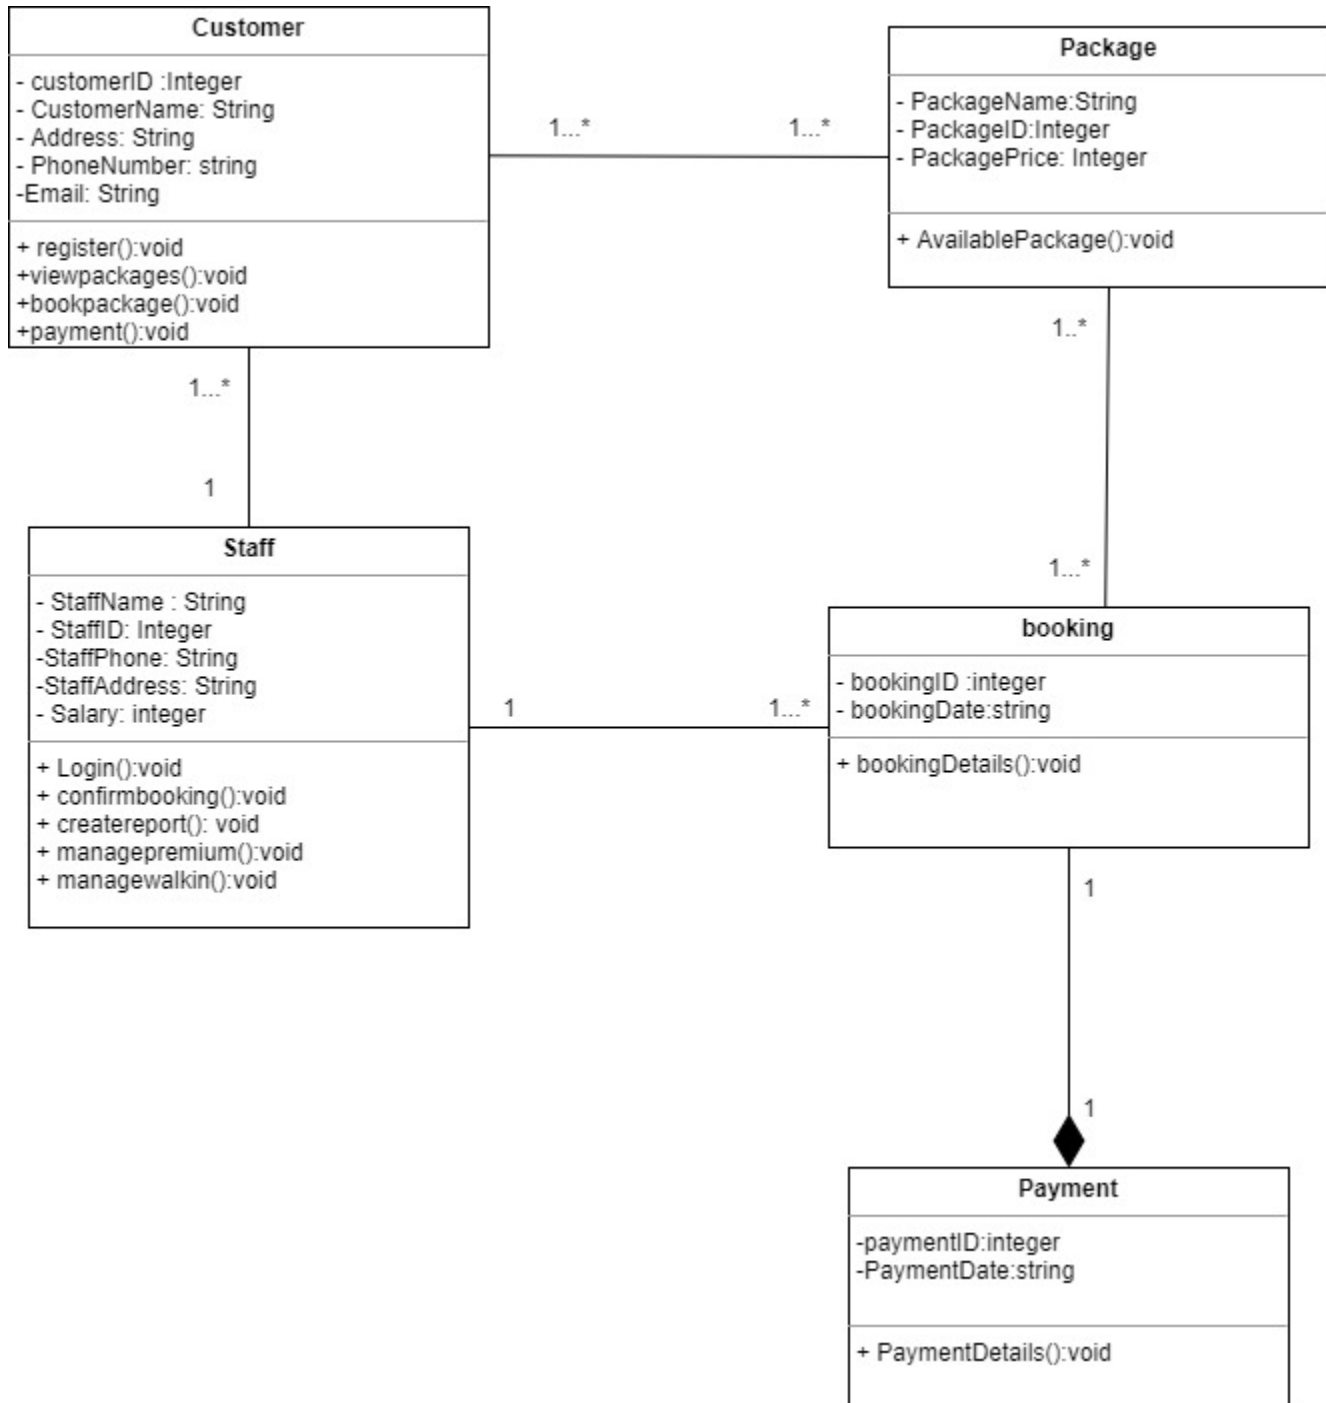 Customer
- customerID :Integer
- CustomerName: String
- Address: String
- PhoneNumber: string
-Email: String
+ register():void
+viewpackages():void
+bookpackage():void
+payment():void
1...*
1...*
Package
- PackageName:String
- PackageID:Integer
- PackagePrice: Integer
+ AvailablePackage():void
1...*
1
1..*
1...*
Staff
- StaffName : String
- StaffID: Integer
-StaffPhone: String
-StaffAddress: String
- Salary: integer
+ Login():void
+ confirmbooking():void
+ createreport(): void
+ managepremium():void
+ managewalkin():void
1
1...*
booking
- bookingID :integer
- bookingDate:string
+ bookingDetails():void
1
1
Payment
-paymentID:integer
-PaymentDate:string
+ PaymentDetails():void